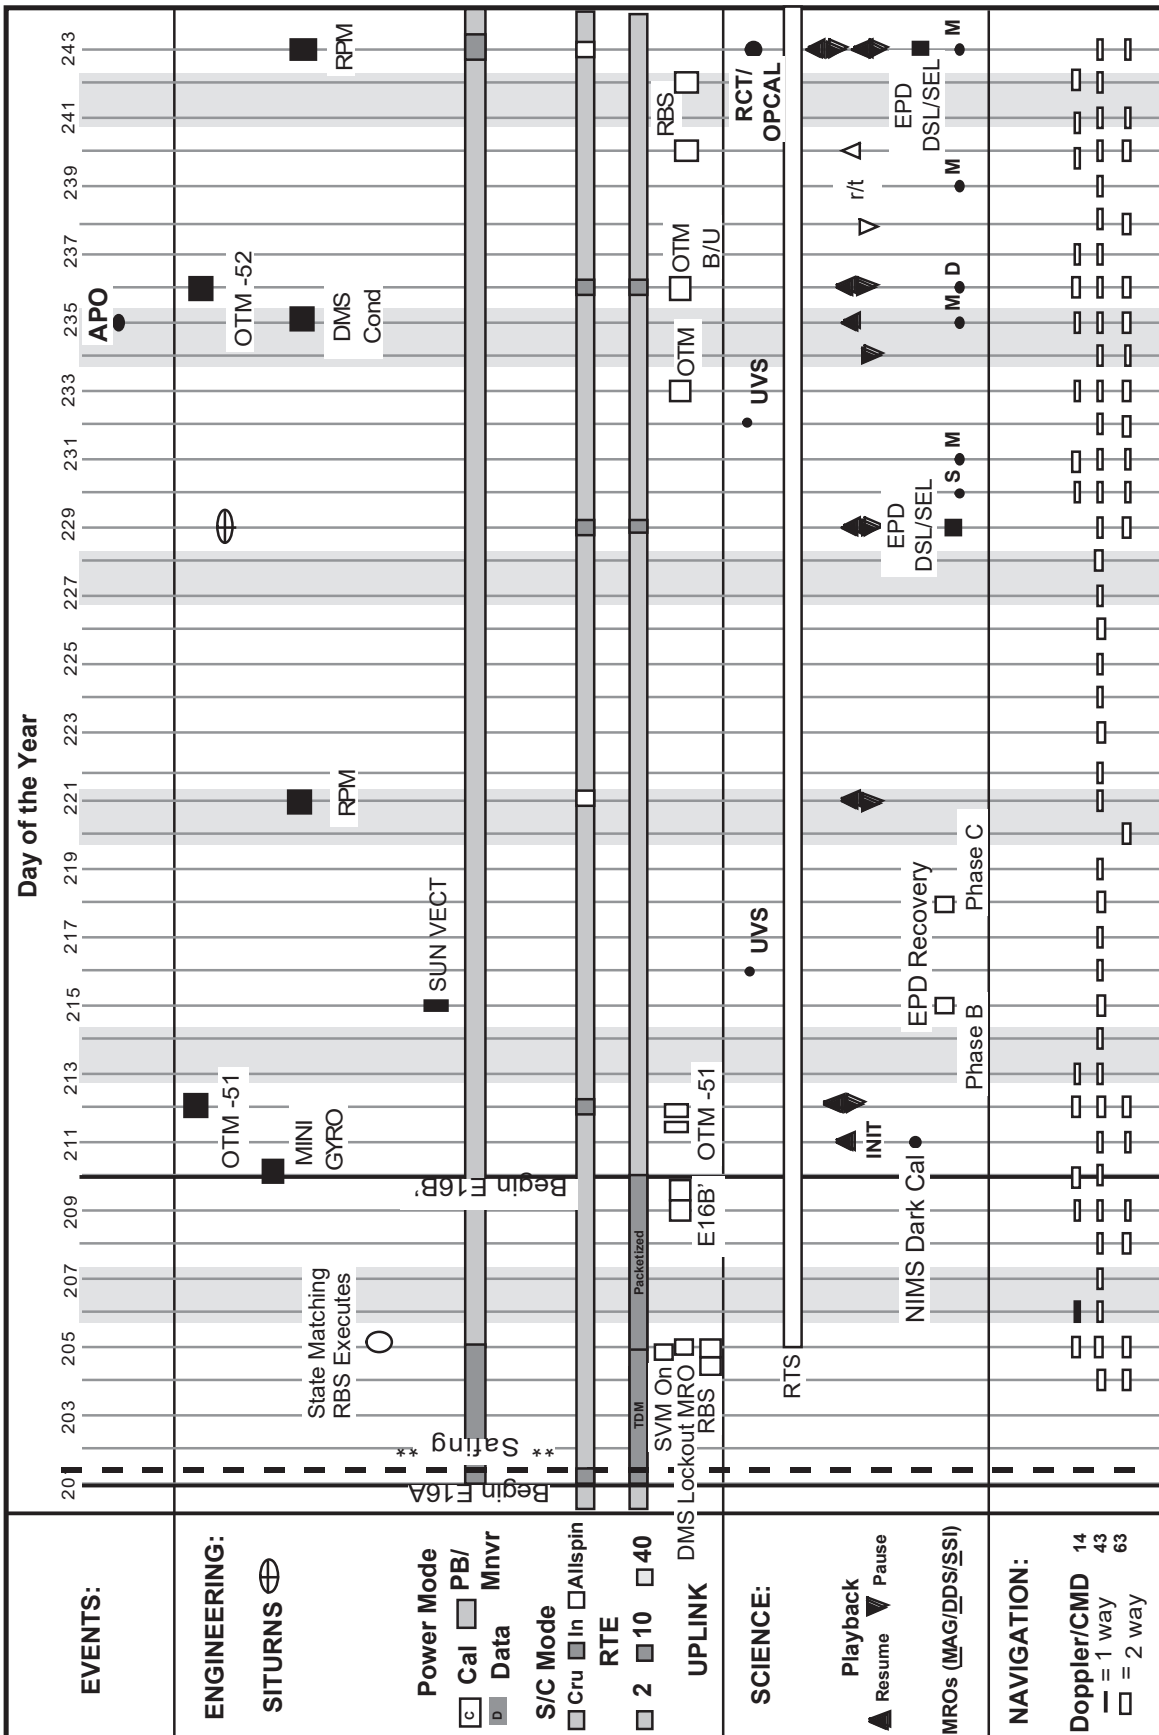 Day of the Year
201
203
205
207
209
211
213
215
217
219
221
223
225
227
229
231
233
235
237
239
241
243
EVENTS:
APO
ENGINEERING:
SITURNS
OTM -51
MINI
GYRO
State Matching
RBS Executes
SUN VECT
RPM
OTM -52
DMS
Cond
RPM
Begin E16A
** Safing **
Begin E16B'
Power Mode
C Cal PB/
D Data Mnvr
S/C Mode
Cru In Allspin
RTE
2 10 40
TDM
Packetized
UPLINK
SVM On
DMS Lockout MRO
RBS
E16B'
OTM -51
OTM
OTM
B/U
RBS
SCIENCE:
UVS
UVS
RCT/
OPCAL
RTS
Playback
Resume Pause
INIT
r/t
MROs (MAG/DDS/SSI)
NIMS Dark Cal
EPD Recovery
Phase B
Phase C
EPD
DSL/SEL
S M
M D
M
EPD
DSL/SEL
M
NAVIGATION:
Doppler/CMD
= 1 way
= 2 way
14
43
63